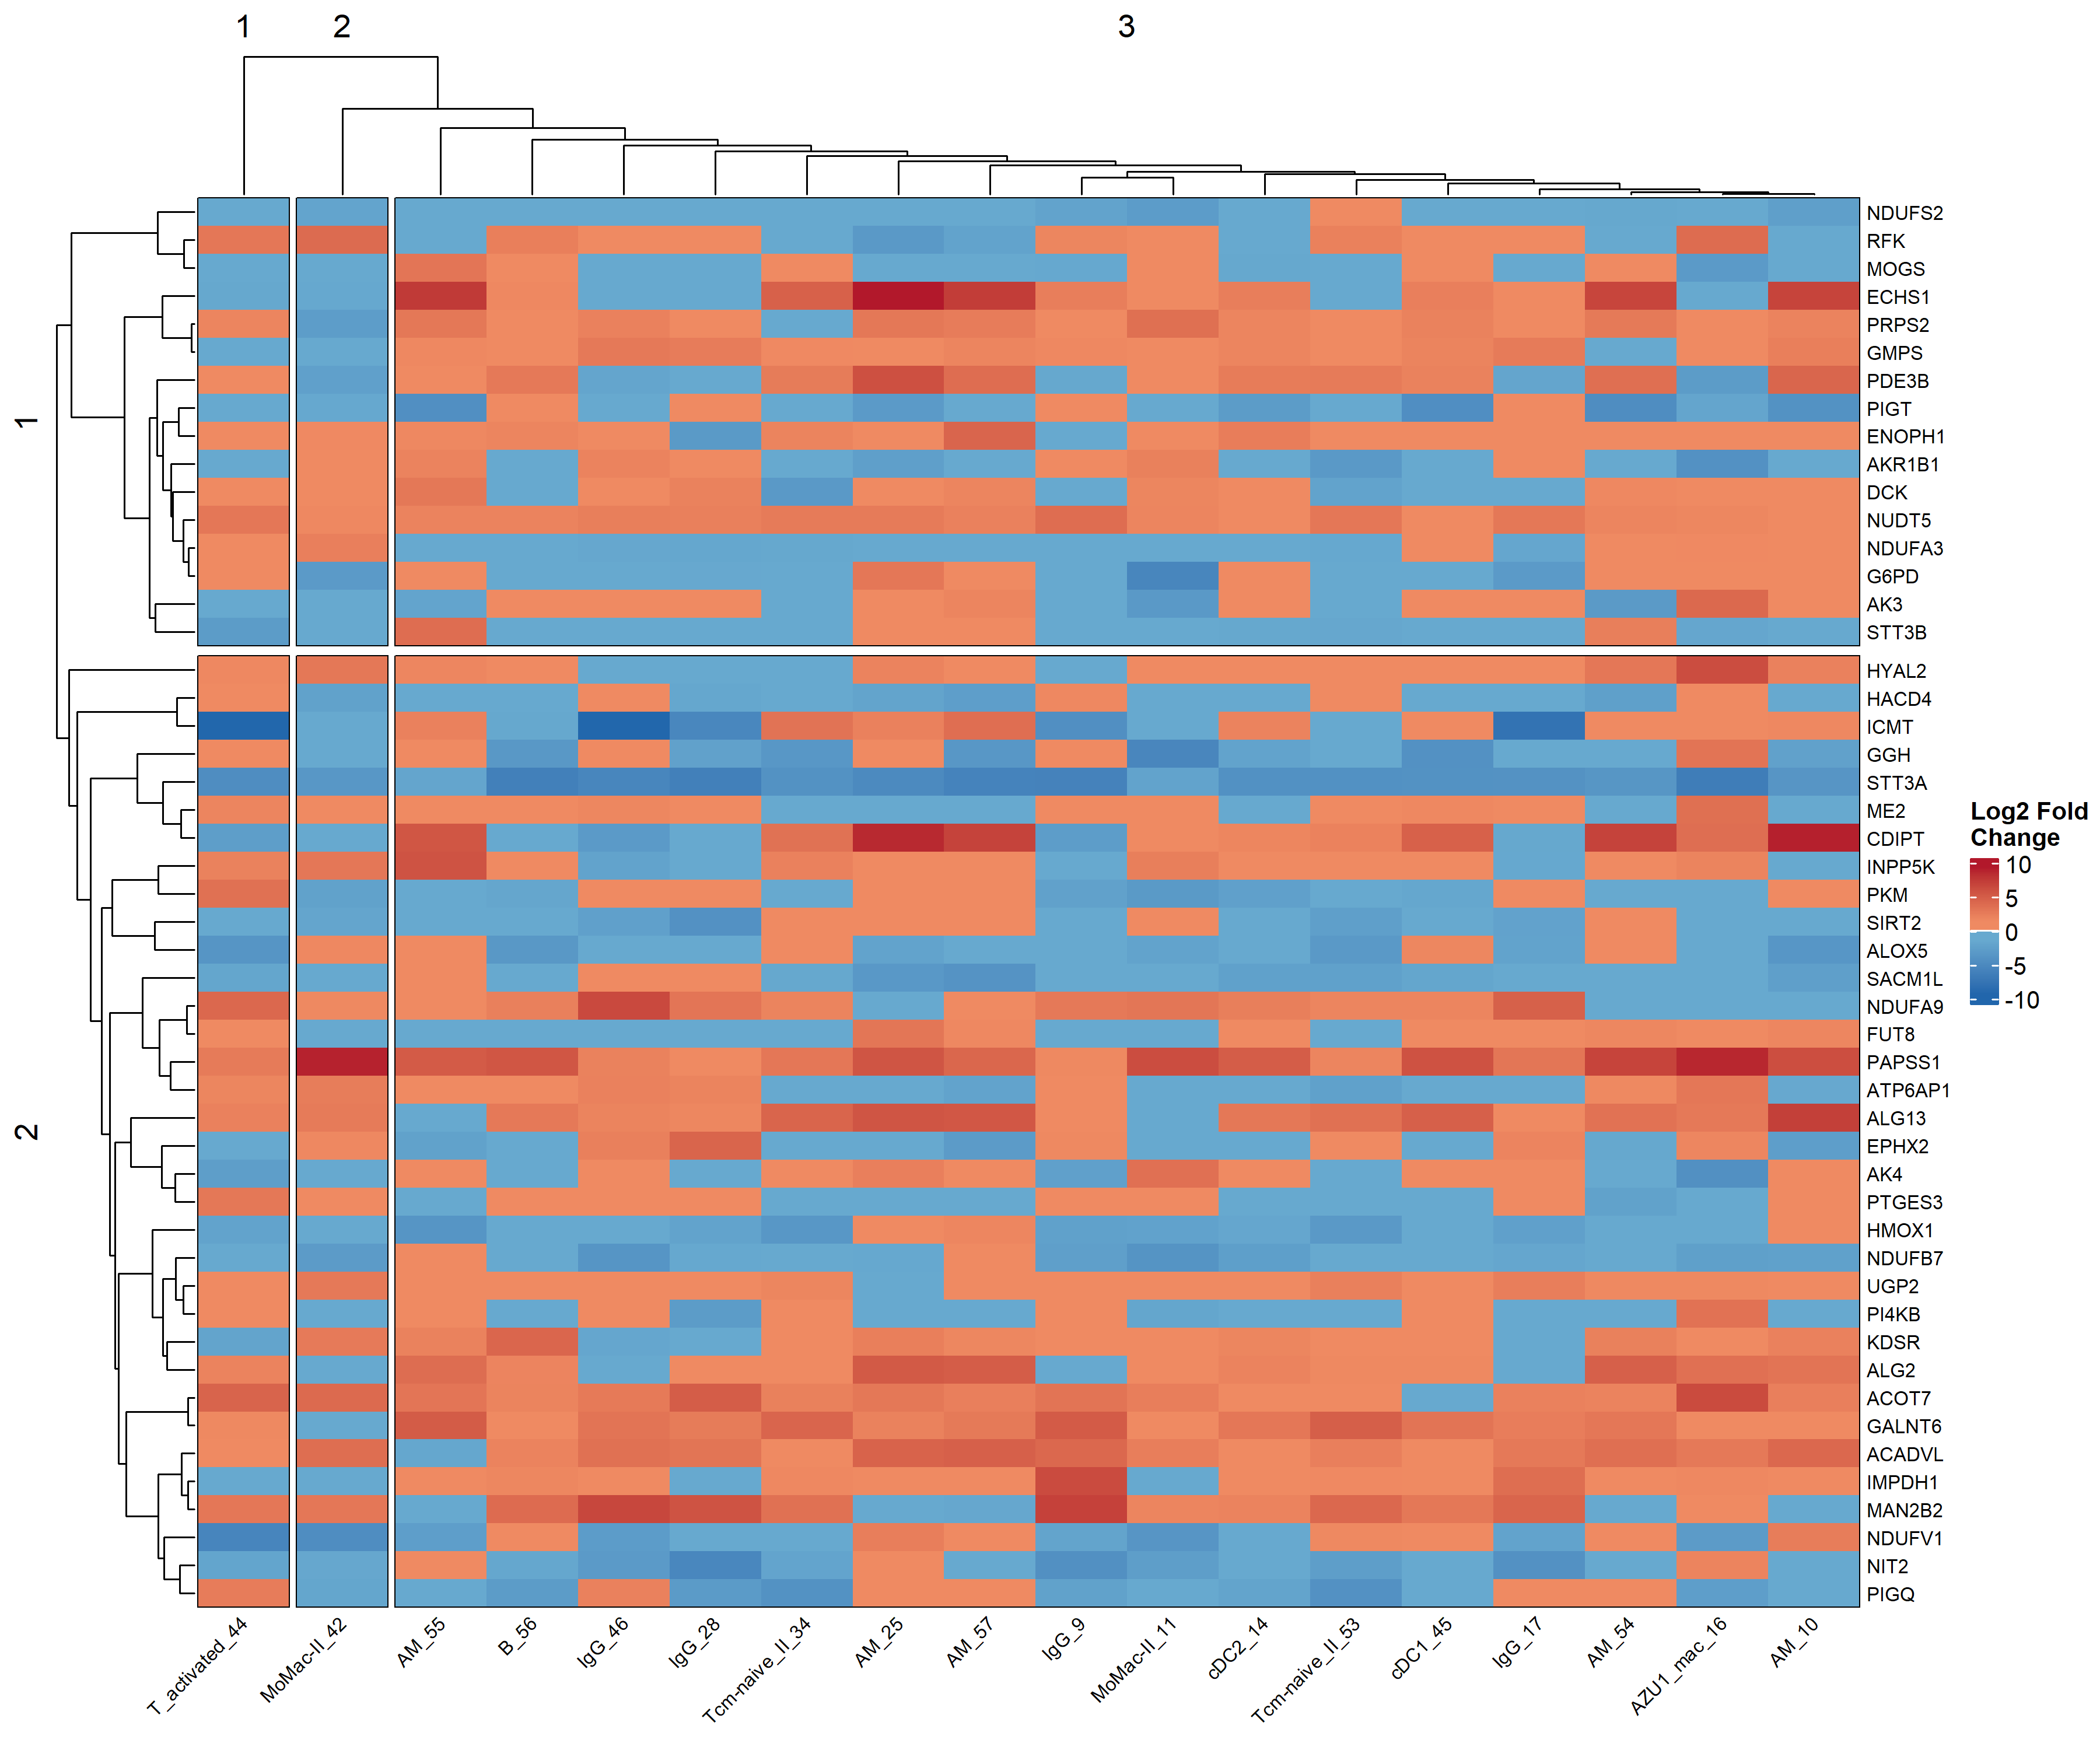 1
2
3
1
2
NDUFS2
RFK
MOGS
ECHS1
PRPS2
GMPS
PDE3B
PIGT
ENOPH1
AKR1B1
DCK
NUDT5
NDUFA3
G6PD
AK3
STT3B
HYAL2
HACD4
ICMT
GGH
STT3A
ME2
CDIPT
INPP5K
PKM
SIRT2
ALOX5
SACM1L
NDUFA9
FUT8
PAPSS1
ATP6AP1
ALG13
EPHX2
AK4
PTGES3
HMOX1
NDUFB7
UGP2
PI4KB
KDSR
ALG2
ACOT7
GALNT6
ACADVL
IMPDH1
MAN2B2
NDUFV1
NIT2
PIGQ
Log2 Fold
Change
10
5
0
-5
-10
T_activated_44
MoMac-II_42
AM_55
B_56
IgG_46
IgG_28
Tcm-naive_II_34
AM_25
AM_57
IgG_9
MoMac-II_11
cDC2_14
Tcm-naive_II_53
cDC1_45
IgG_17
AM_54
AZU1_mac_16
AM_10